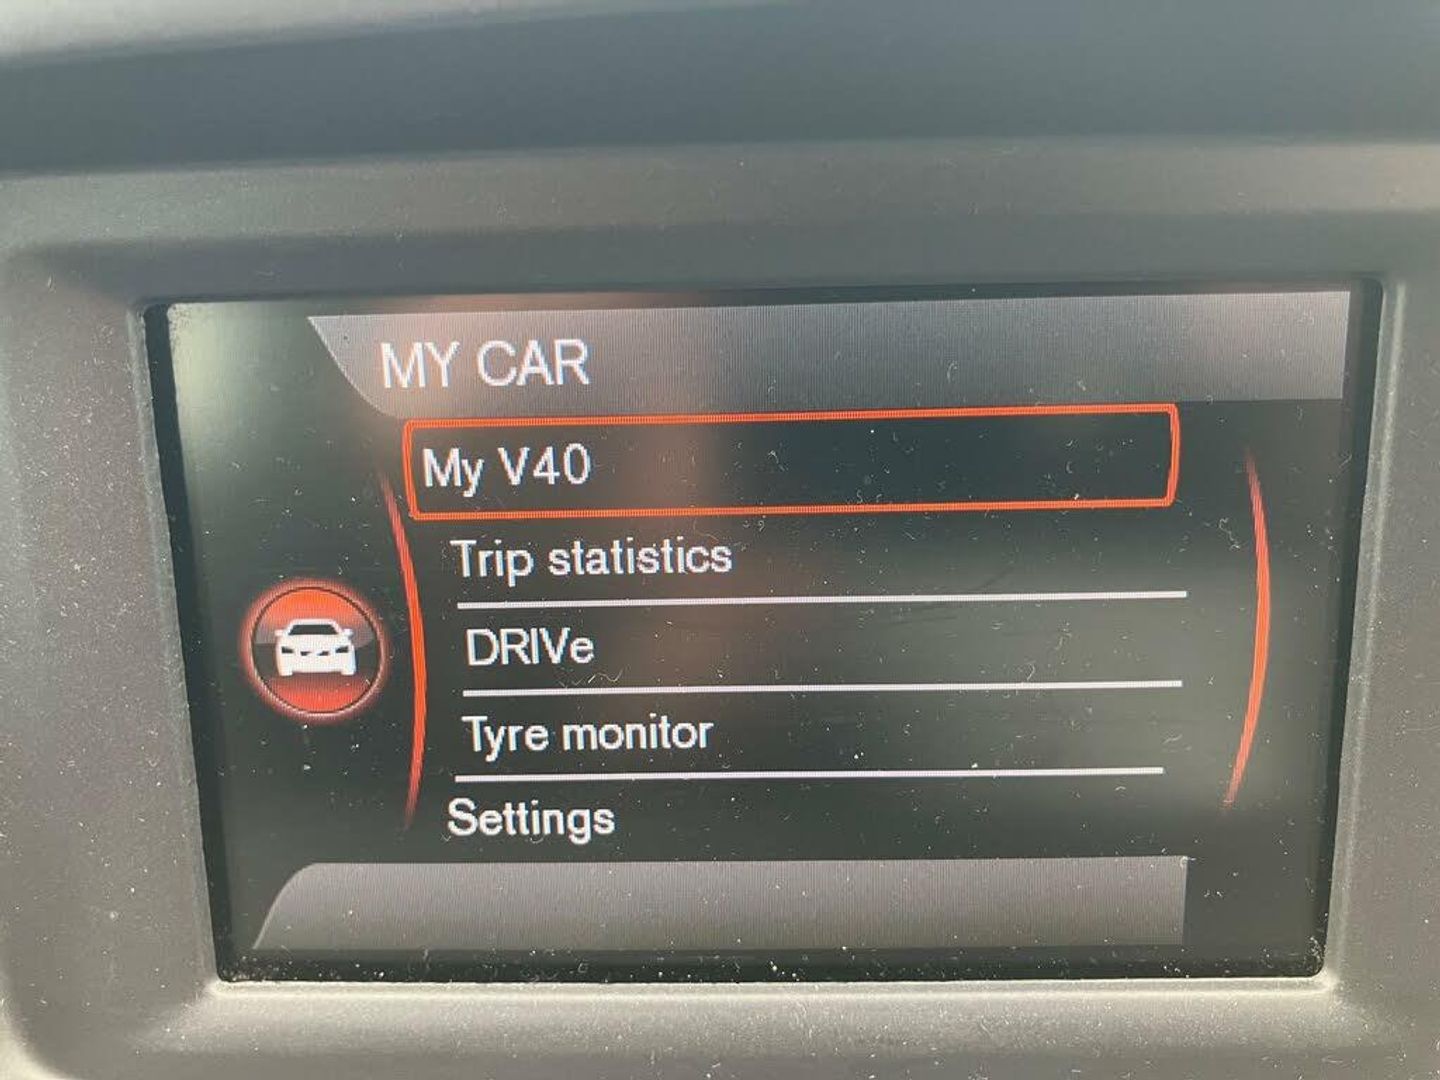 MY CAR
My V40
Trip statistics
DRIVe
Tyre monitor
Settings